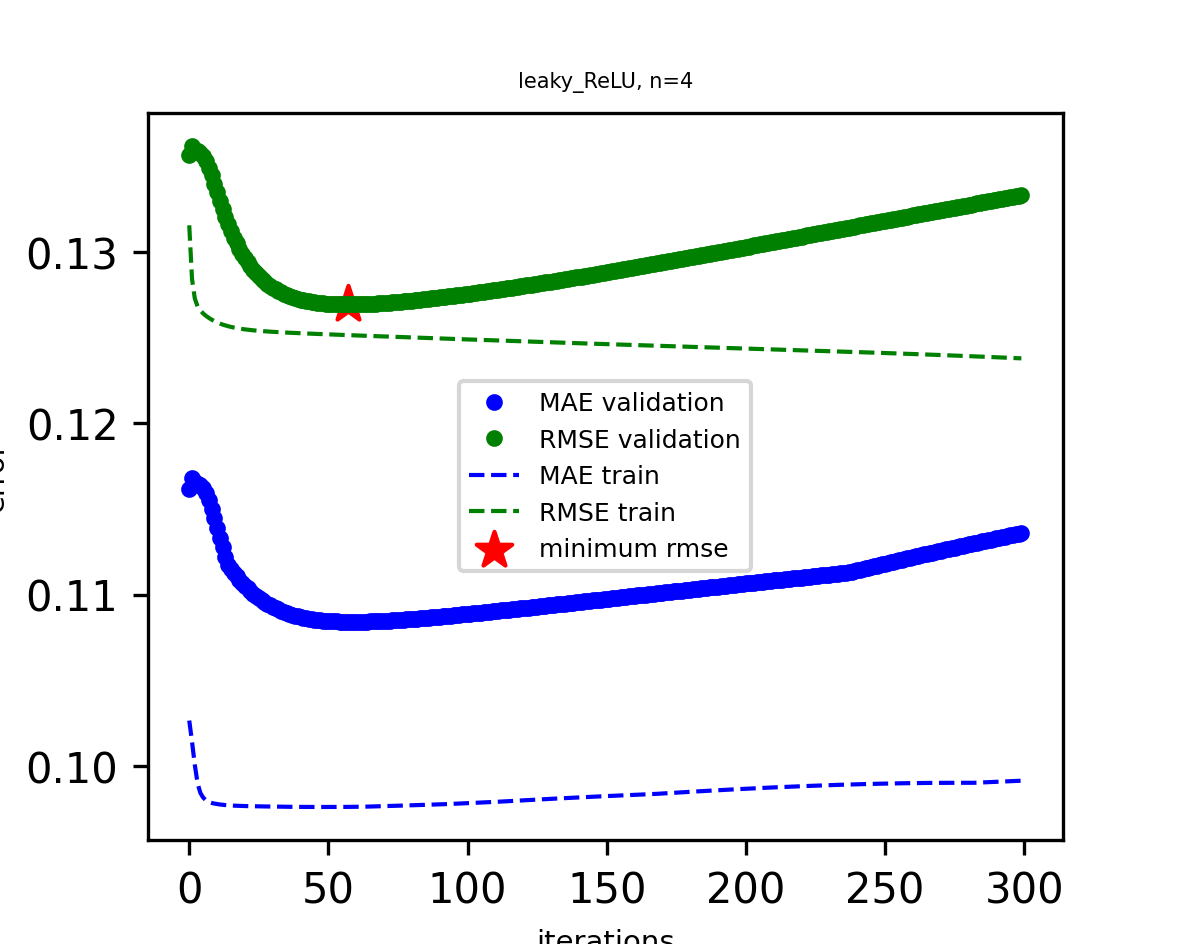 leaky_ReLU, n=4
0.13
0.12
0.11
0.10
MAE validation
RMSE validation
MAE train
RMSE train
minimum rmse
0 50 100 150 200 250 300
iterations